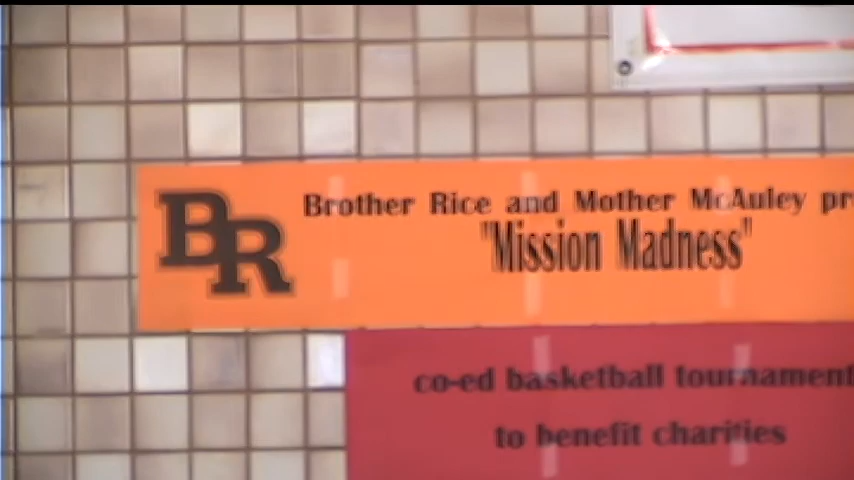 BR
Brother Rice and Mother McAuley pr
"Mission Madness"
co-ed basketball tournament
to benefit charities